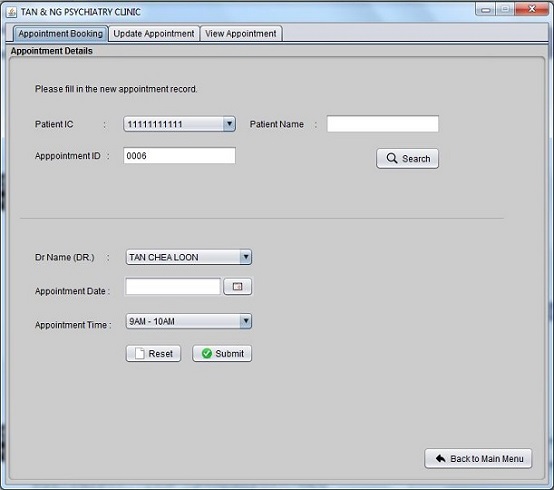 TAN & NG PSYCHIATRY CLINIC
Appointment Booking Update Appointment View Appointment
Appointment Details
Please fill in the new appointment record.
Patient IC : 11111111111 Patient Name :
Apppointment ID : 0006 Search
Dr Name (DR.) : TAN CHEA LOON
Appointment Date :
Appointment Time : 9AM - 10AM
Reset Submit
Back to Main Menu